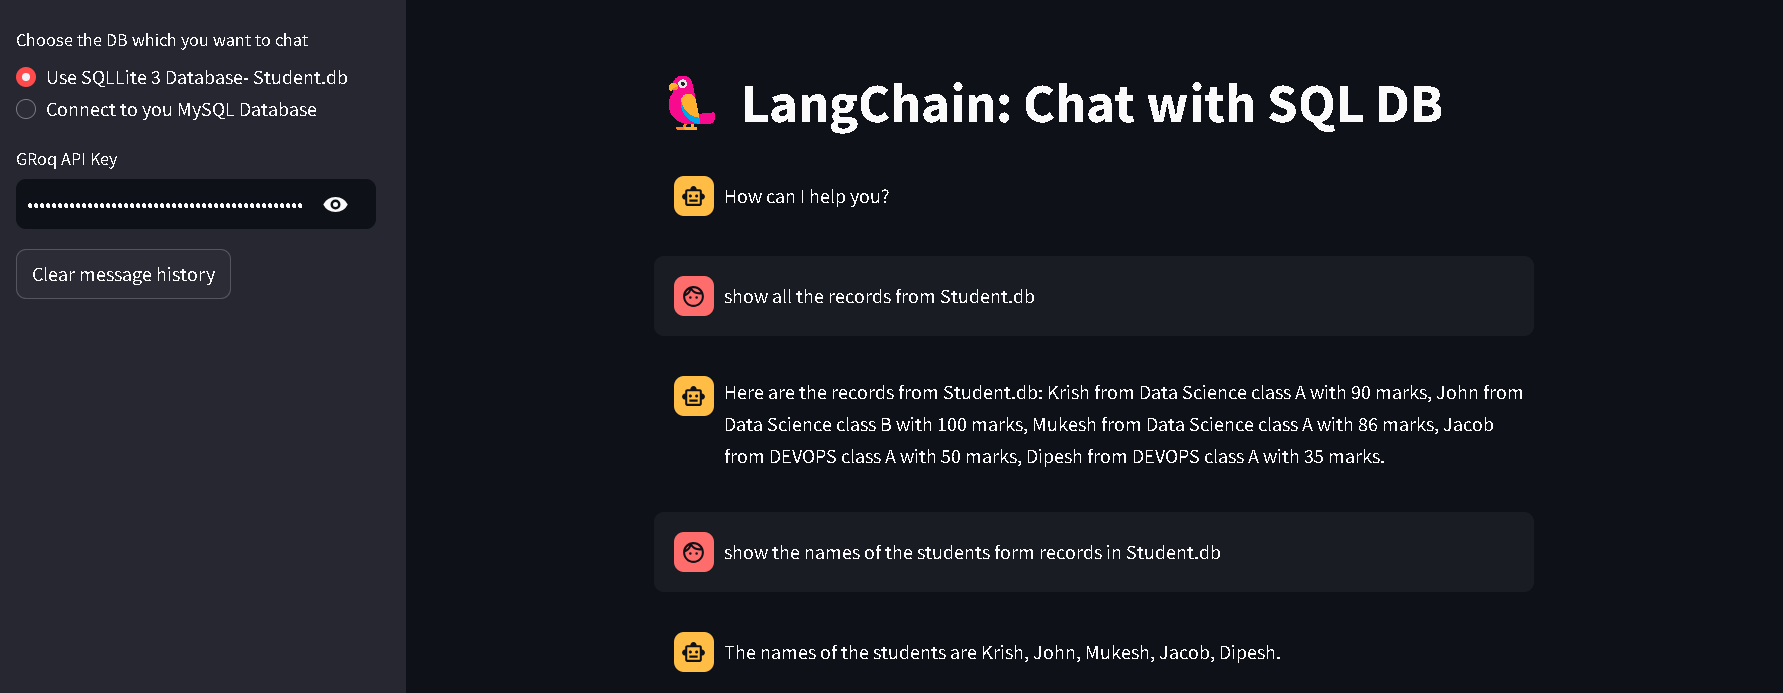 Choose the DB which you want to chat
Use SQLLite 3 Database- Student.db
Connect to you MySQL Database
GRoq API Key
Clear message history
LangChain: Chat with SQL DB
How can I help you?
show all the records from Student.db
Here are the records from Student.db: Krish from Data Science class A with 90 marks, John from
Data Science class B with 100 marks, Mukesh from Data Science class A with 86 marks, Jacob
from DEVOPS class A with 50 marks, Dipesh from DEVOPS class A with 35 marks.
show the names of the students form records in Student.db
The names of the students are Krish, John, Mukesh, Jacob, Dipesh.